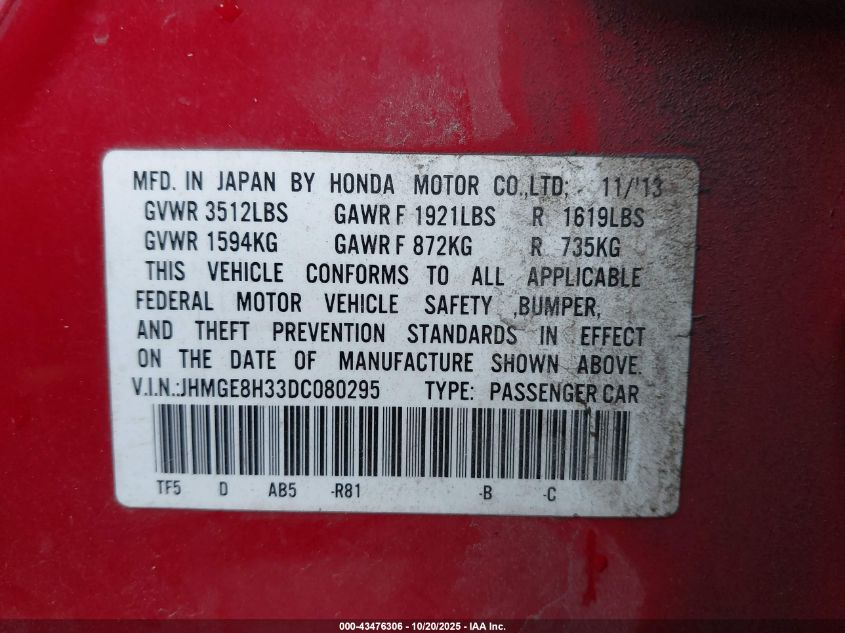 MFD. IN JAPAN BY HONDA MOTOR CO.,LTD; 11/'13
GVWR 3512LBS GAWR F 1921LBS R 1619LBS
GVWR 1594KG GAWR F 872KG R 735KG
THIS VEHICLE CONFORMS TO ALL APPLICABLE
FEDERAL MOTOR VEHICLE SAFETY ,BUMPER,
AND THEFT PREVENTION STANDARDS IN EFFECT
ON THE DATE OF MANUFACTURE SHOWN ABOVE.
V.I.N.:JHMGE8H33DC080295 TYPE: PASSENGER CAR
TF5 D AB5 -R81 -B -C
000-43476306 | 10/20/2025 - IAA Inc.